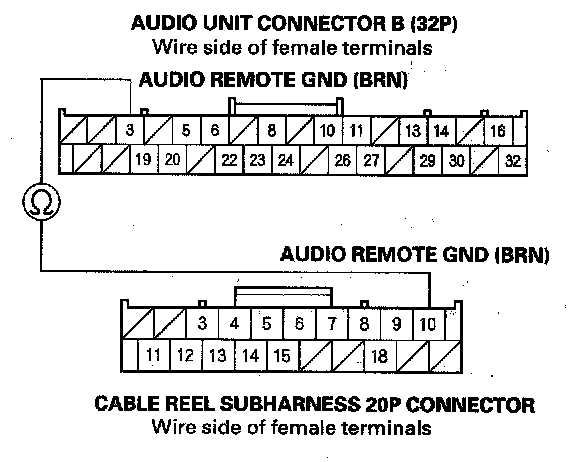 AUDIO UNIT CONNECTOR B (32P)
Wire side of female terminals
AUDIO REMOTE GND (BRN)
3 5 6 8 10 11 13 14 16
19 20 22 23 24 26 27 29 30 32
Ω
AUDIO REMOTE GND (BRN)
3 4 5 6 7 8 9 10
11 12 13 14 15 18
CABLE REEL SUBHARNESS 20P CONNECTOR
Wire side of female terminals